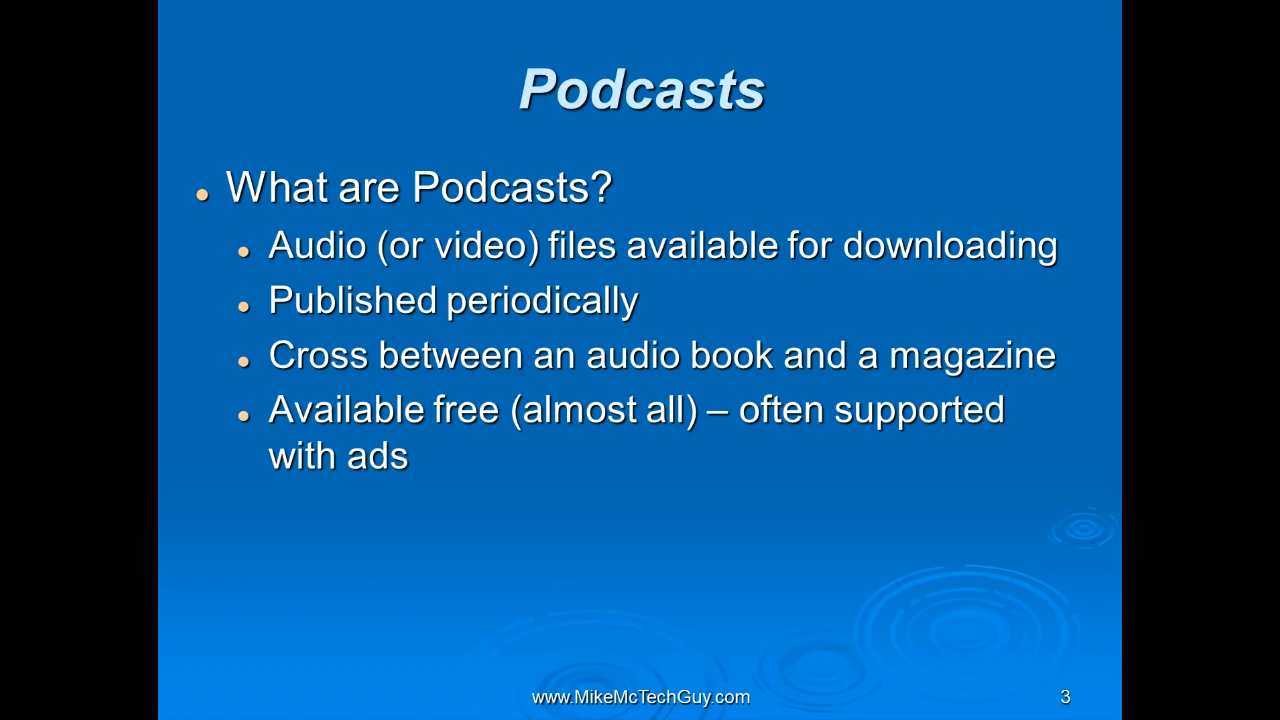 Podcasts
What are Podcasts?
Audio (or video) files available for downloading
Published periodically
Cross between an audio book and a magazine
Available free (almost all) – often supported
with ads
www.MikeMcTechGuy.com
3